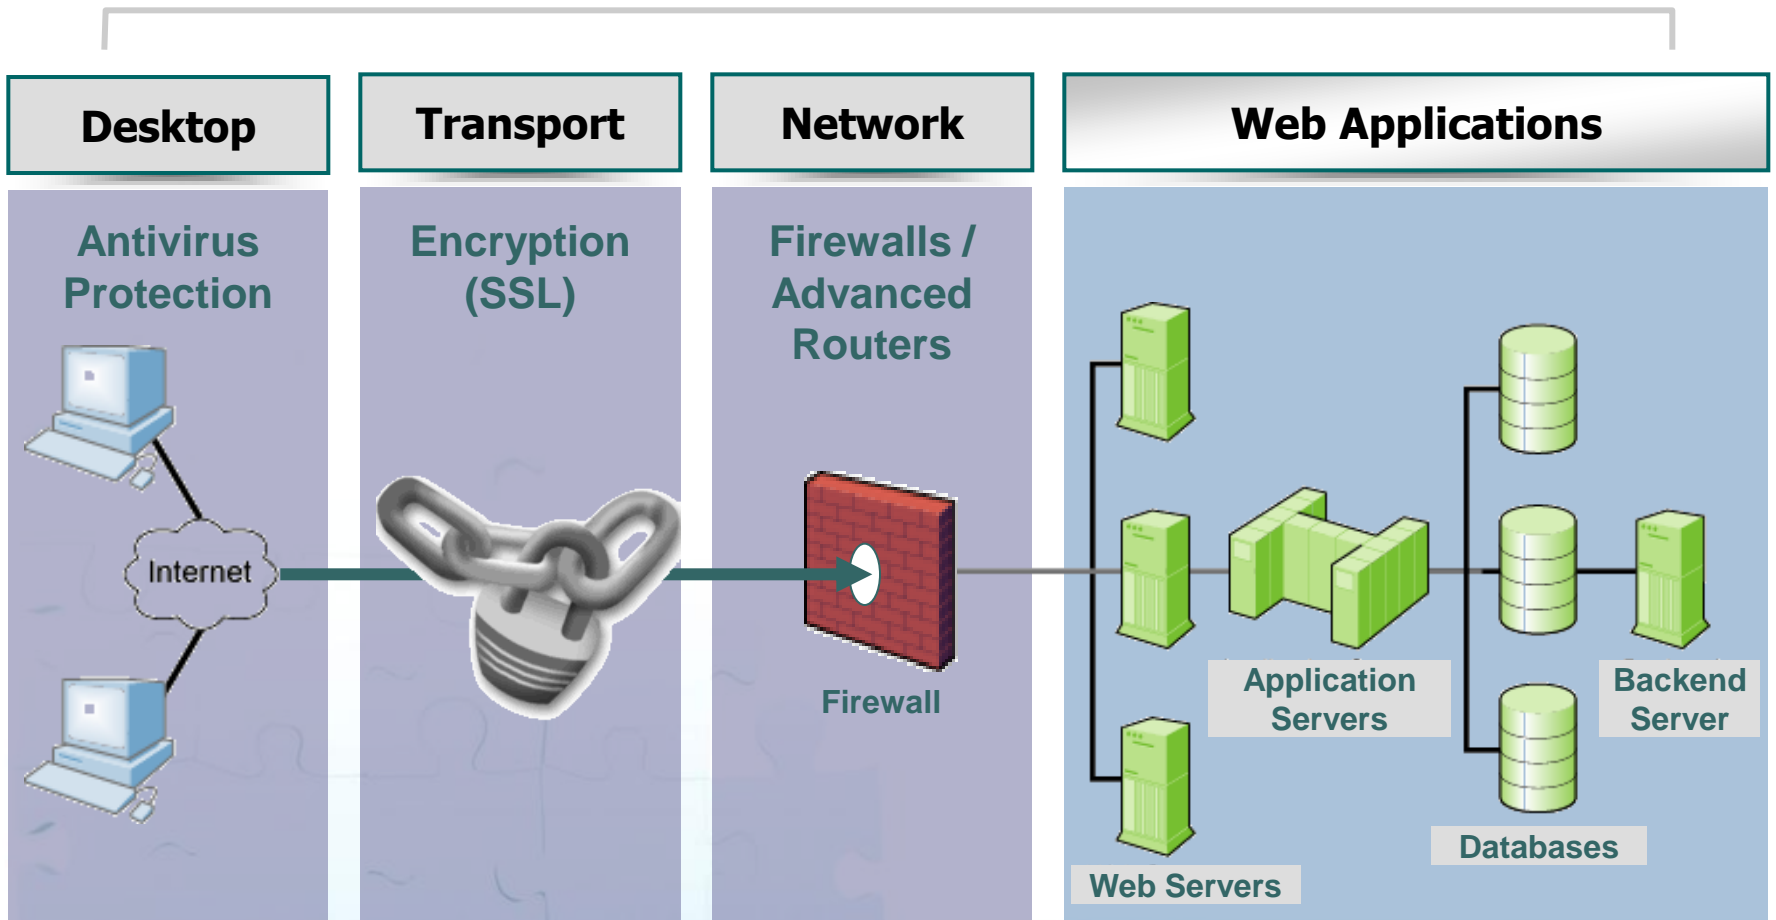 Desktop
Transport
Network
Web Applications
Antivirus
Protection
Encryption
(SSL)
Firewalls /
Advanced
Routers
Internet
Firewall
Application
Servers
Backend
Server
Databases
Web Servers